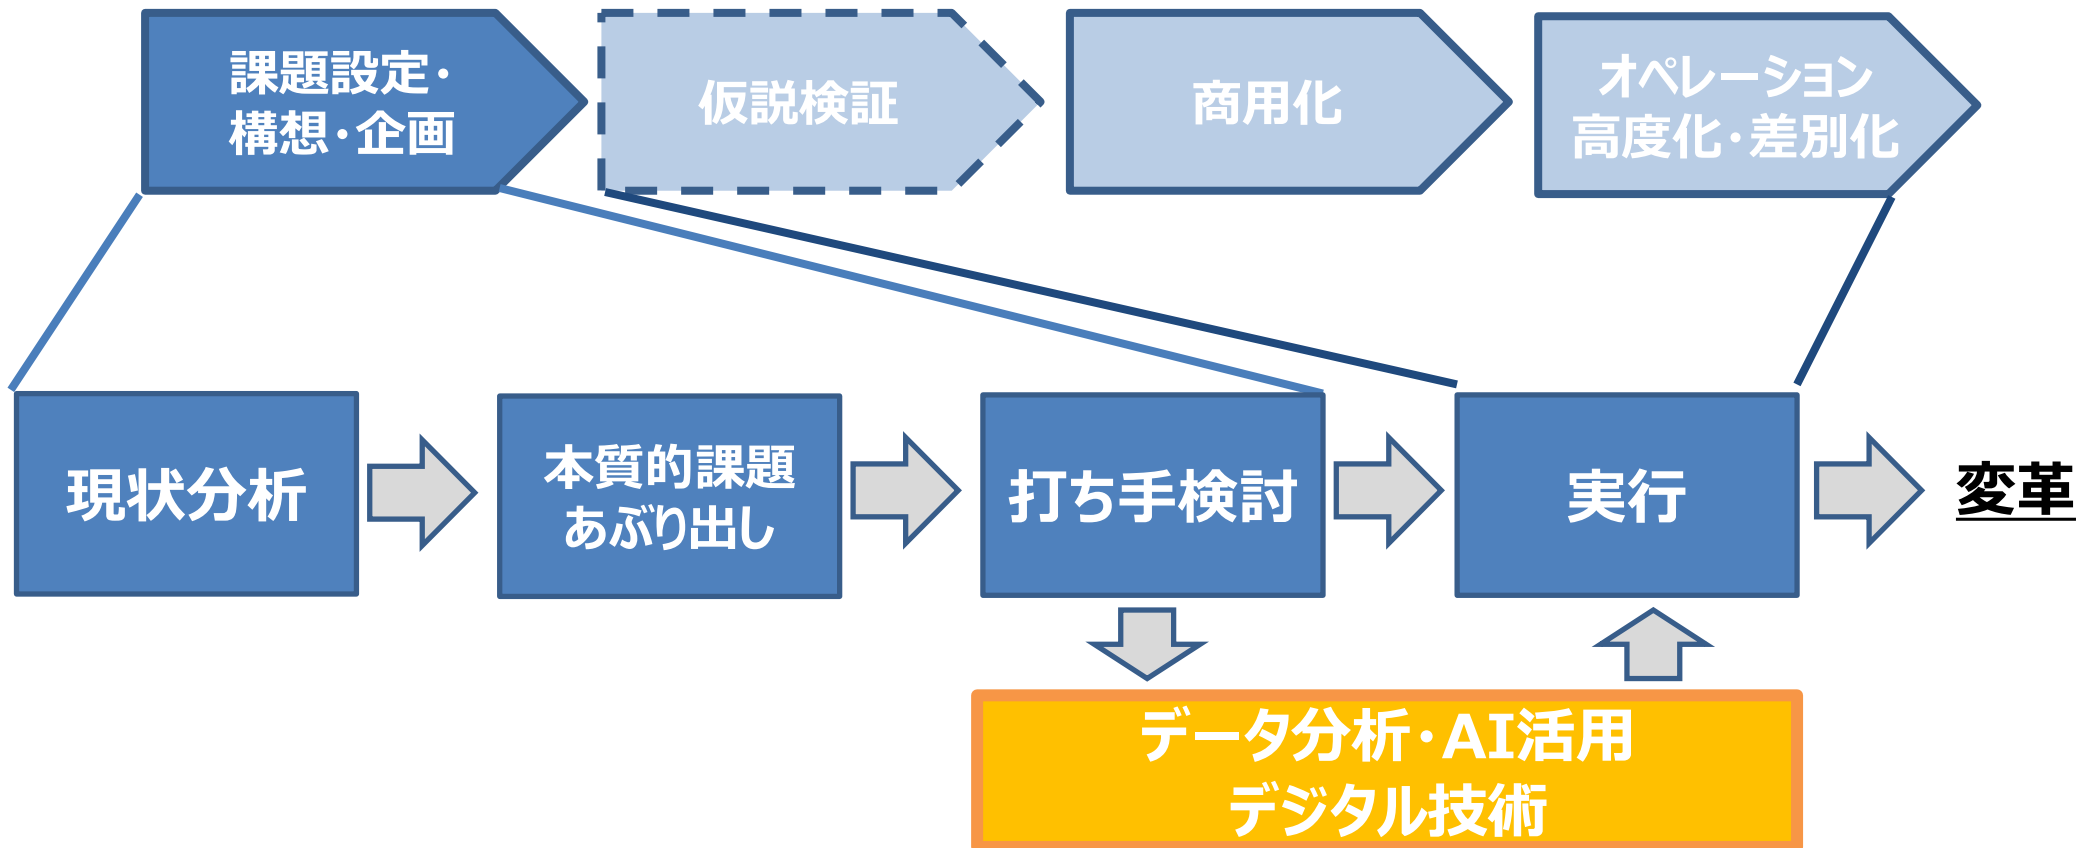 課題設定・
構想・企画
仮説検証
商用化
オペレーション
高度化・差別化
現状分析
本質的課題
あぶり出し
打ち手検討
実行
変革
データ分析・AI活用
デジタル技術